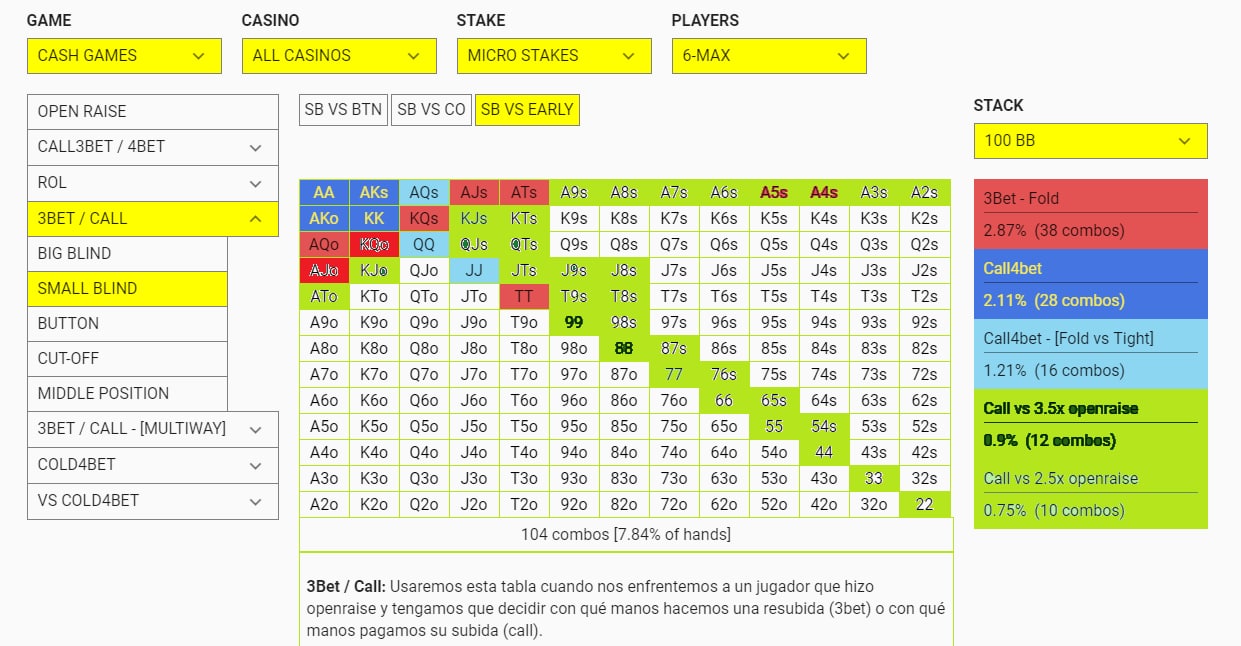 GAME CASINO STAKE PLAYERS
CASH GAMES ALL CASINOS MICRO STAKES 6-MAX
OPEN RAISE
CALL3BET / 4BET
ROL
3BET / CALL
BIG BLIND
SMALL BLIND
BUTTON
CUT-OFF
MIDDLE POSITION
3BET / CALL - [MULTIWAY]
COLD4BET
VS COLD4BET
SB VS BTN SB VS CO SB VS EARLY
AA AKs AQs AJs ATs A9s A8s A7s A6s A5s A4s A3s A2s
AKo KK KQs KJs KTs K9s K8s K7s K6s K5s K4s K3s K2s
AQo KQo QQ QJs QTs Q9s Q8s Q7s Q6s Q5s Q4s Q3s Q2s
AJo KJo QJo JJ JTs J9s J8s J7s J6s J5s J4s J3s J2s
ATo KTo QTo JTo TT T9s T8s T7s T6s T5s T4s T3s T2s
A9o K9o Q9o J9o T9o 99 98s 97s 96s 95s 94s 93s 92s
A8o K8o Q8o J8o T8o 98o 88 87s 86s 85s 84s 83s 82s
A7o K7o Q7o J7o T7o 97o 87o 77 76s 75s 74s 73s 72s
A6o K6o Q6o J6o T6o 96o 86o 76o 66 65s 64s 63s 62s
A5o K5o Q5o J5o T5o 95o 85o 75o 65o 55 54s 53s 52s
A4o K4o Q4o J4o T4o 94o 84o 74o 64o 54o 44 43s 42s
A3o K3o Q3o J3o T3o 93o 83o 73o 63o 53o 43o 33 32s
A2o K2o Q2o J2o T2o 92o 82o 72o 62o 52o 42o 32o 22
104 combos [7.84% of hands]
3Bet / Call: Usaremos esta tabla cuando nos enfrentemos a un jugador que hizo
openraise y tengamos que decidir con qué manos hacemos una resubida (3bet) o con qué
manos pagamos su subida (call).
STACK
100 BB
3Bet - Fold
2.87% (38 combos)
Call4bet
2.11% (28 combos)
Call4bet - [Fold vs Tight]
1.21% (16 combos)
Call vs 3.5x openraise
0.9% (12 combos)
Call vs 2.5x openraise
0.75% (10 combos)